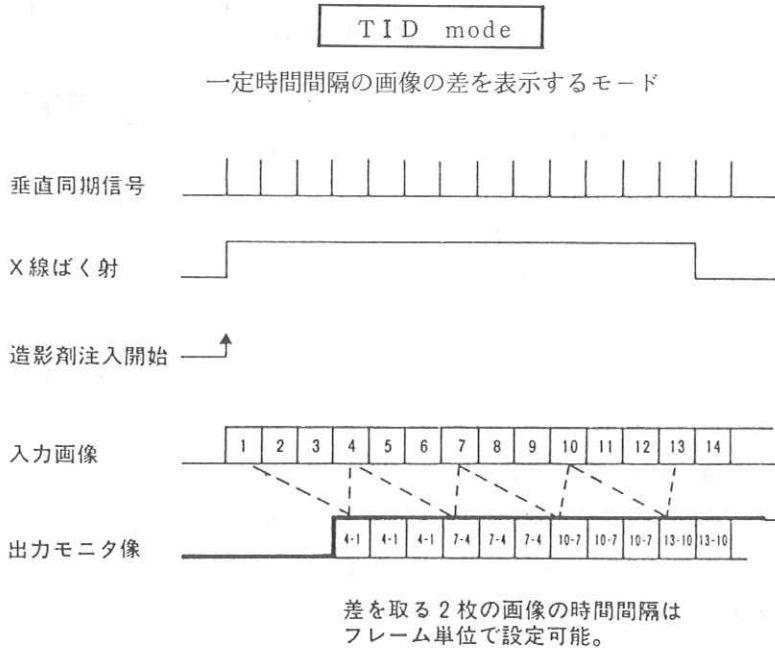 TID mode
一定時間間隔の画像の差を表示するモード
垂直同期信号
X線ばく射
造影剤注入開始
入力画像
1 2 3 4 5 6 7 8 9 10 11 12 13 14
出力モニタ像
4-1 4-1 4-1 7-4 7-4 7-4 10-7 10-7 10-7 13-10 13-10
差を取る2枚の画像の時間間隔は
フレーム単位で設定可能。